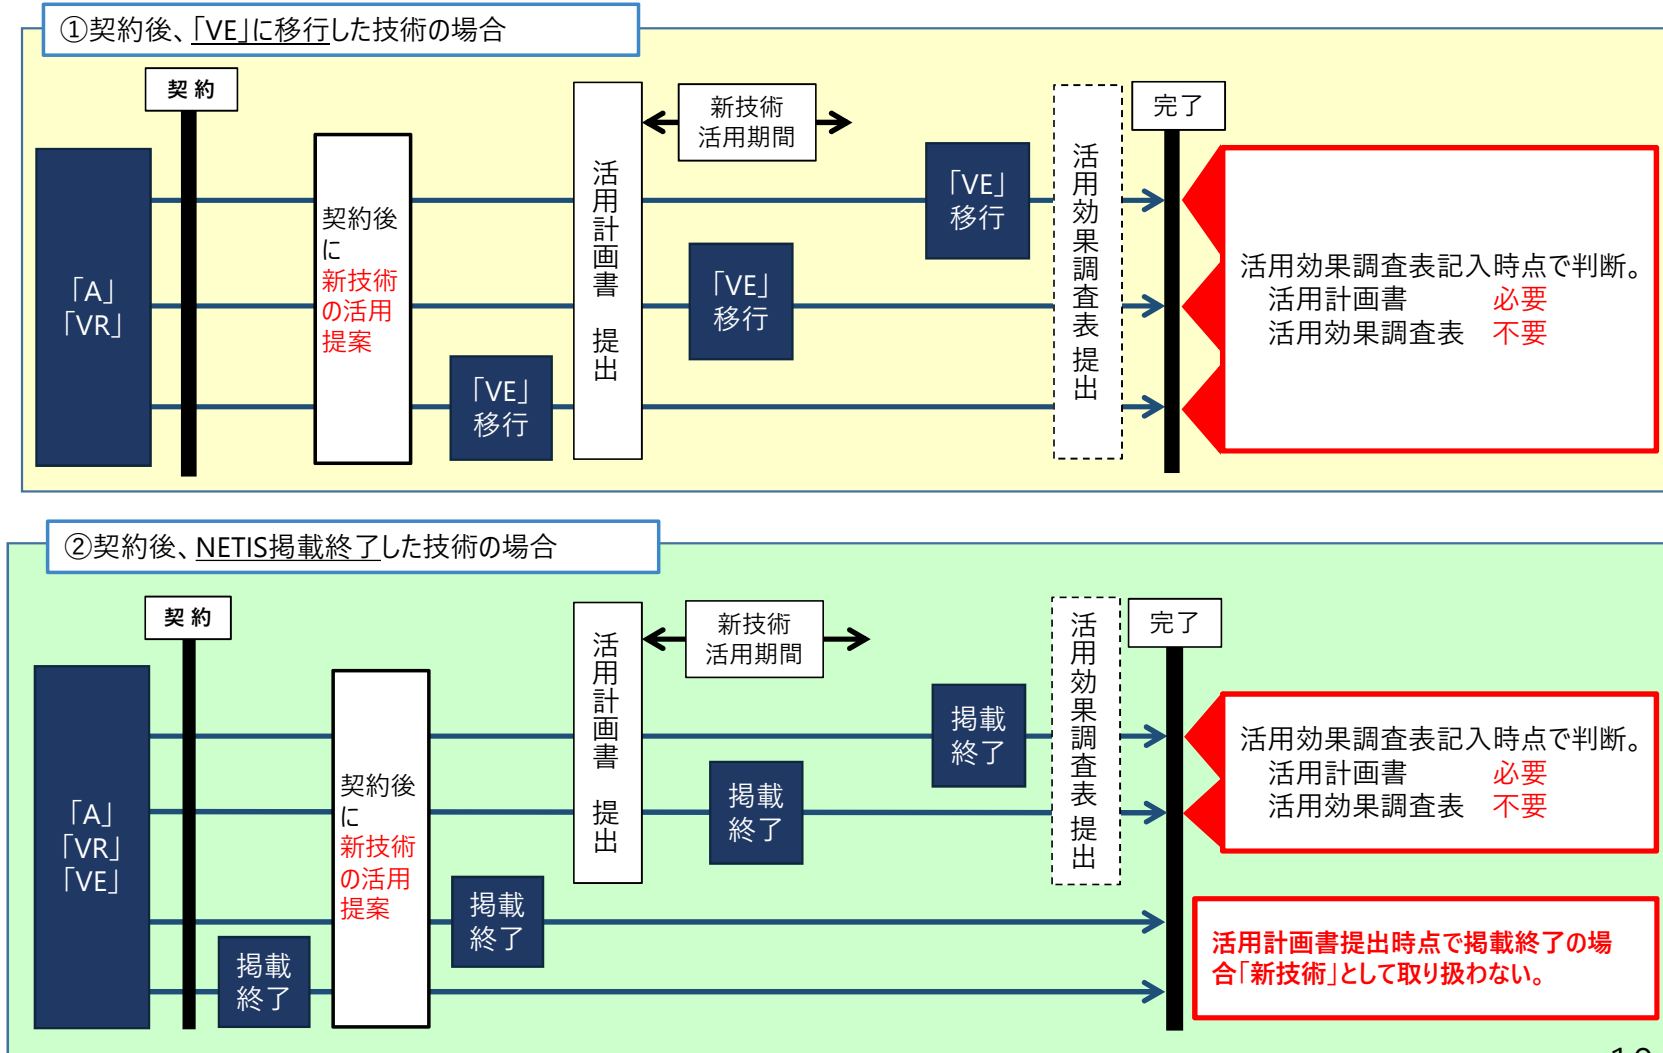 ①契約後、「VE」に移行した技術の場合
契 約
新技術
活用期間
完了
「A」
「VR」
契約後
に
新技術
の活用
提案
「VE」
移行
活用計画書 提出
「VE」
移行
「VE」
移行
活用効果調査表 提出
活用効果調査表記入時点で判断。
活用計画書 必要
活用効果調査表 不要
②契約後、NETIS掲載終了した技術の場合
契 約
新技術
活用期間
完了
「A」
「VR」
「VE」
掲載
終了
契約後
に
新技術
の活用
提案
掲載
終了
活用計画書 提出
掲載
終了
掲載
終了
活用効果調査表 提出
活用効果調査表記入時点で判断。
活用計画書 必要
活用効果調査表 不要
活用計画書提出時点で掲載終了の場
合「新技術」として取り扱わない。